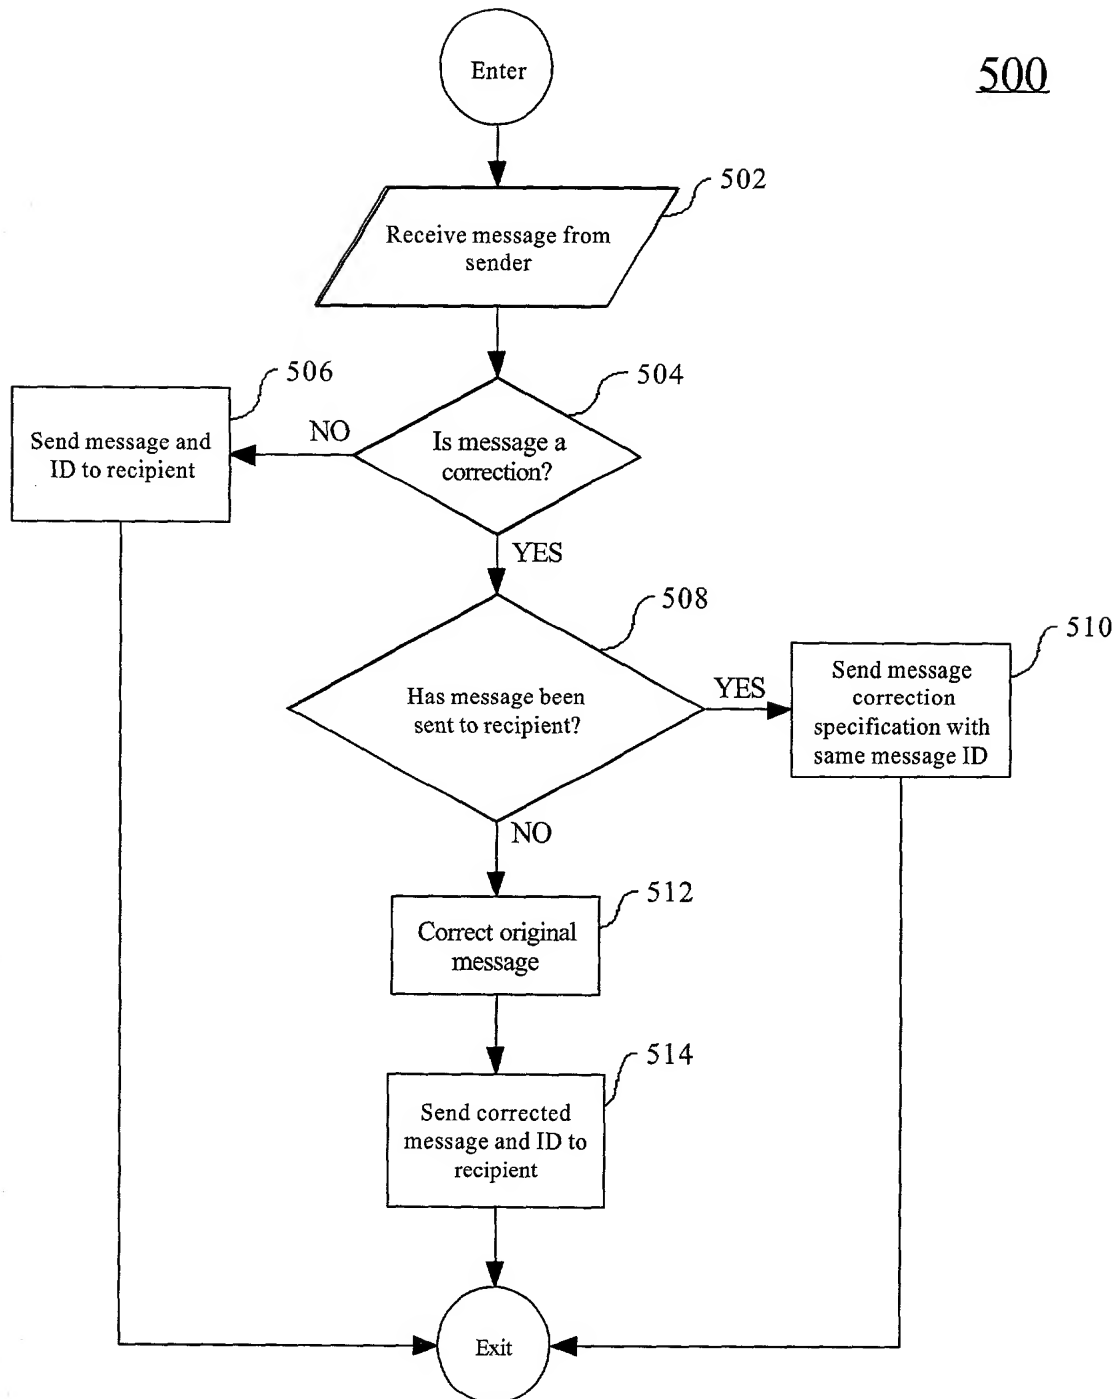 Enter
500
502
Receive message from
sender
506
504
Send message and
ID to recipient
NO
Is message a
correction?
YES
508
510
Has message been
sent to recipient?
YES
Send message
correction
specification with
same message ID
NO
512
Correct original
message
514
Send corrected
message and ID to
recipient
Exit